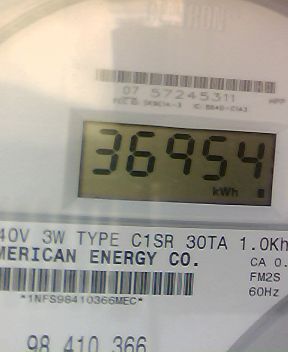 07 57245311
36954
kWh
40V 3W TYPE C1SR 30TA 1.0Kh
MERICAN ENERGY CO.
CA 0.
FM2S
60Hz
*1NFS98410366MEC*
98 410 366